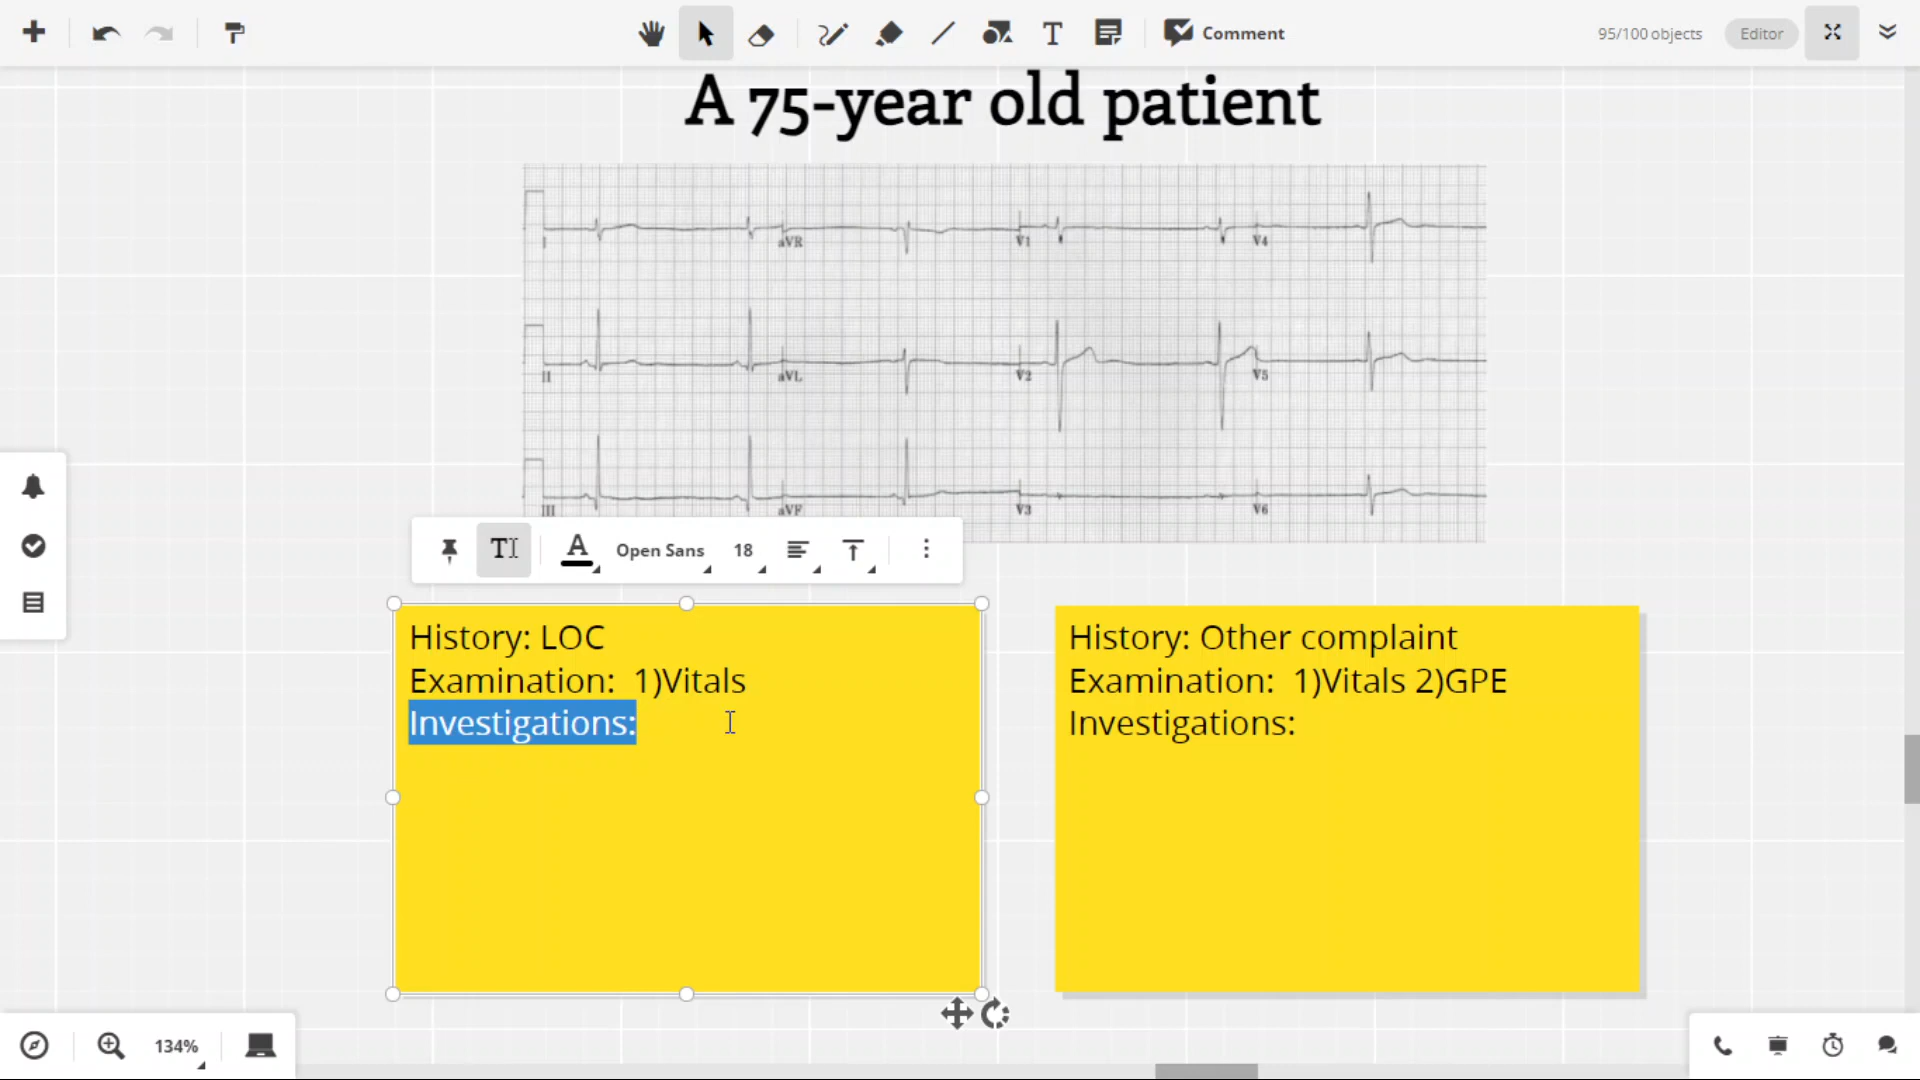 Comment
95/100 objects
Editor
A 75-year old patient
I
aVR
V1
V4
II
aVL
V2
V5
III
aVF
V3
V6
T
A
Open Sans
18
History: LOC
Examination:  1)Vitals
Investigations:
History: Other complaint
Examination:  1)Vitals 2)GPE
Investigations:
134%